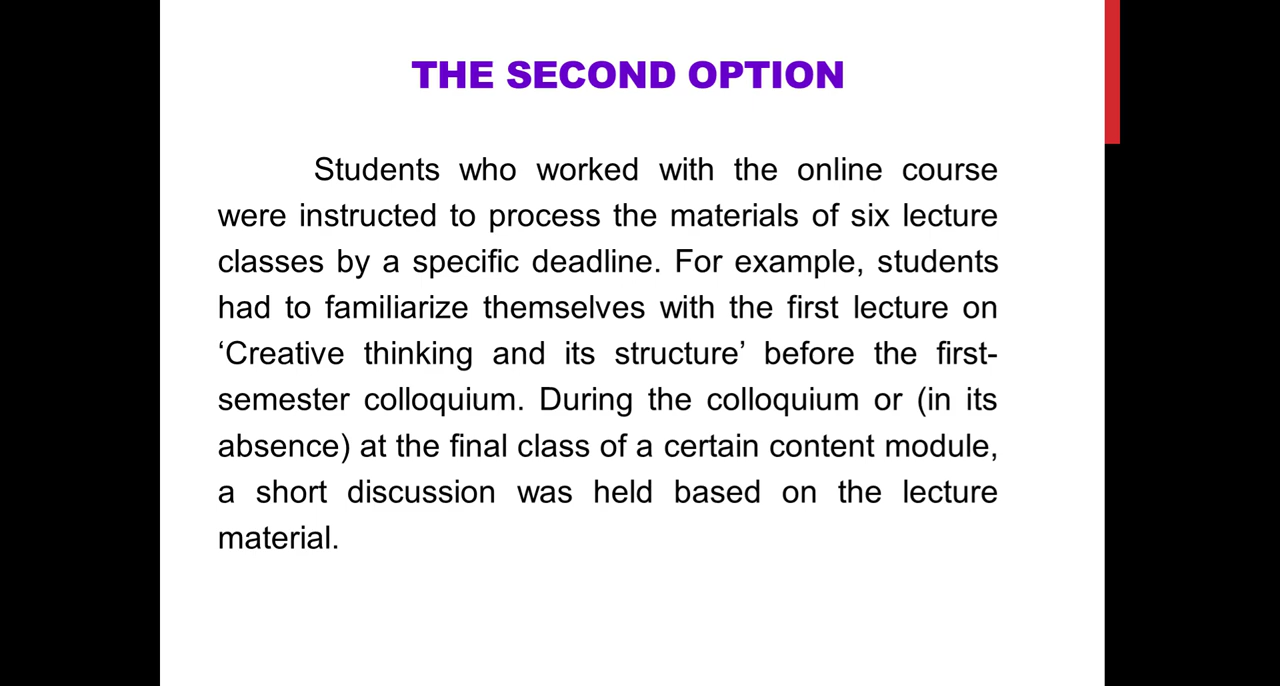 THE SECOND OPTION
Students who worked with the online course
were instructed to process the materials of six lecture
classes by a specific deadline. For example, students
had to familiarize themselves with the first lecture on
‘Creative thinking and its structure’ before the first-
semester colloquium. During the colloquium or (in its
absence) at the final class of a certain content module,
a short discussion was held based on the lecture
material.